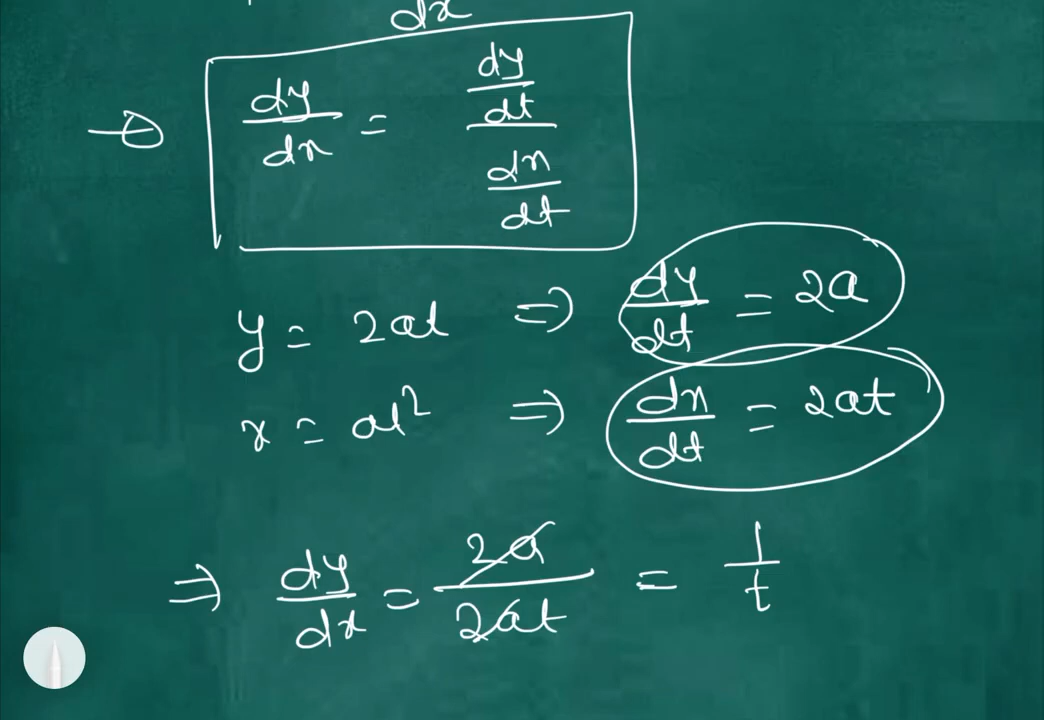 dx
→ dy/dx = (dy/dt)/(dx/dt)
y = 2at ⇒ dy/dt = 2a
x = at² ⇒ dx/dt = 2at
⇒ dy/dx = 2a/2at = 1/t